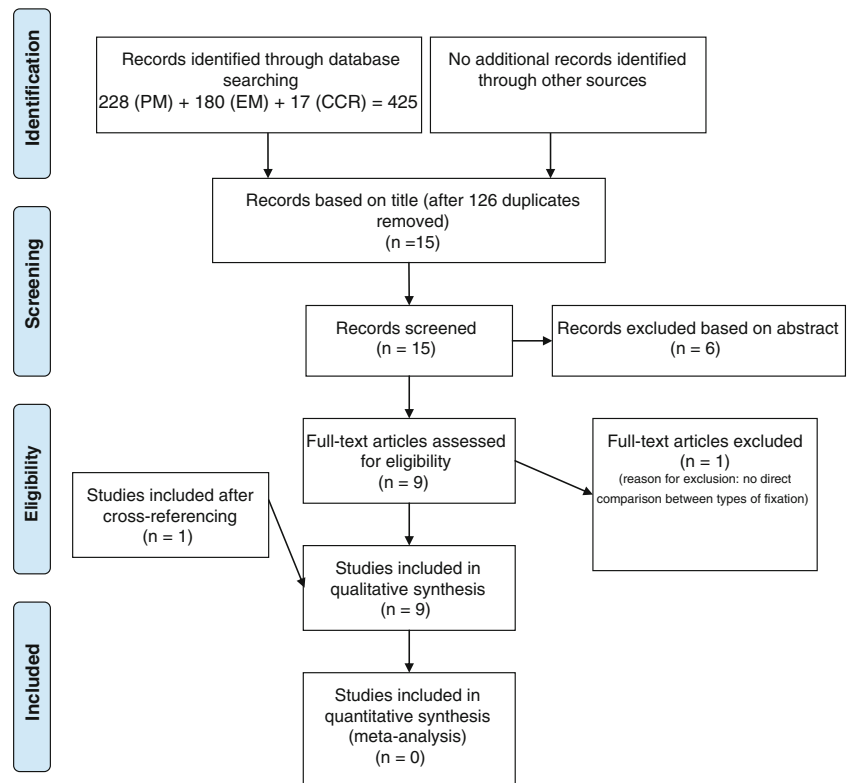 Identification
Records identified through database
searching
228 (PM) + 180 (EM) + 17 (CCR) = 425
No additional records identified
through other sources
Records based on title (after 126 duplicates
removed)
(n =15)
Screening
Records screened
(n = 15)
Records excluded based on abstract
(n = 6)
Eligibility
Full-text articles assessed
for eligibility
(n = 9)
Full-text articles excluded
(n = 1)
(reason for exclusion: no direct
comparison between types of fixation)
Studies included after
cross-referencing
(n = 1)
Studies included in
qualitative synthesis
(n = 9)
Included
Studies included in
quantitative synthesis
(meta-analysis)
(n = 0)